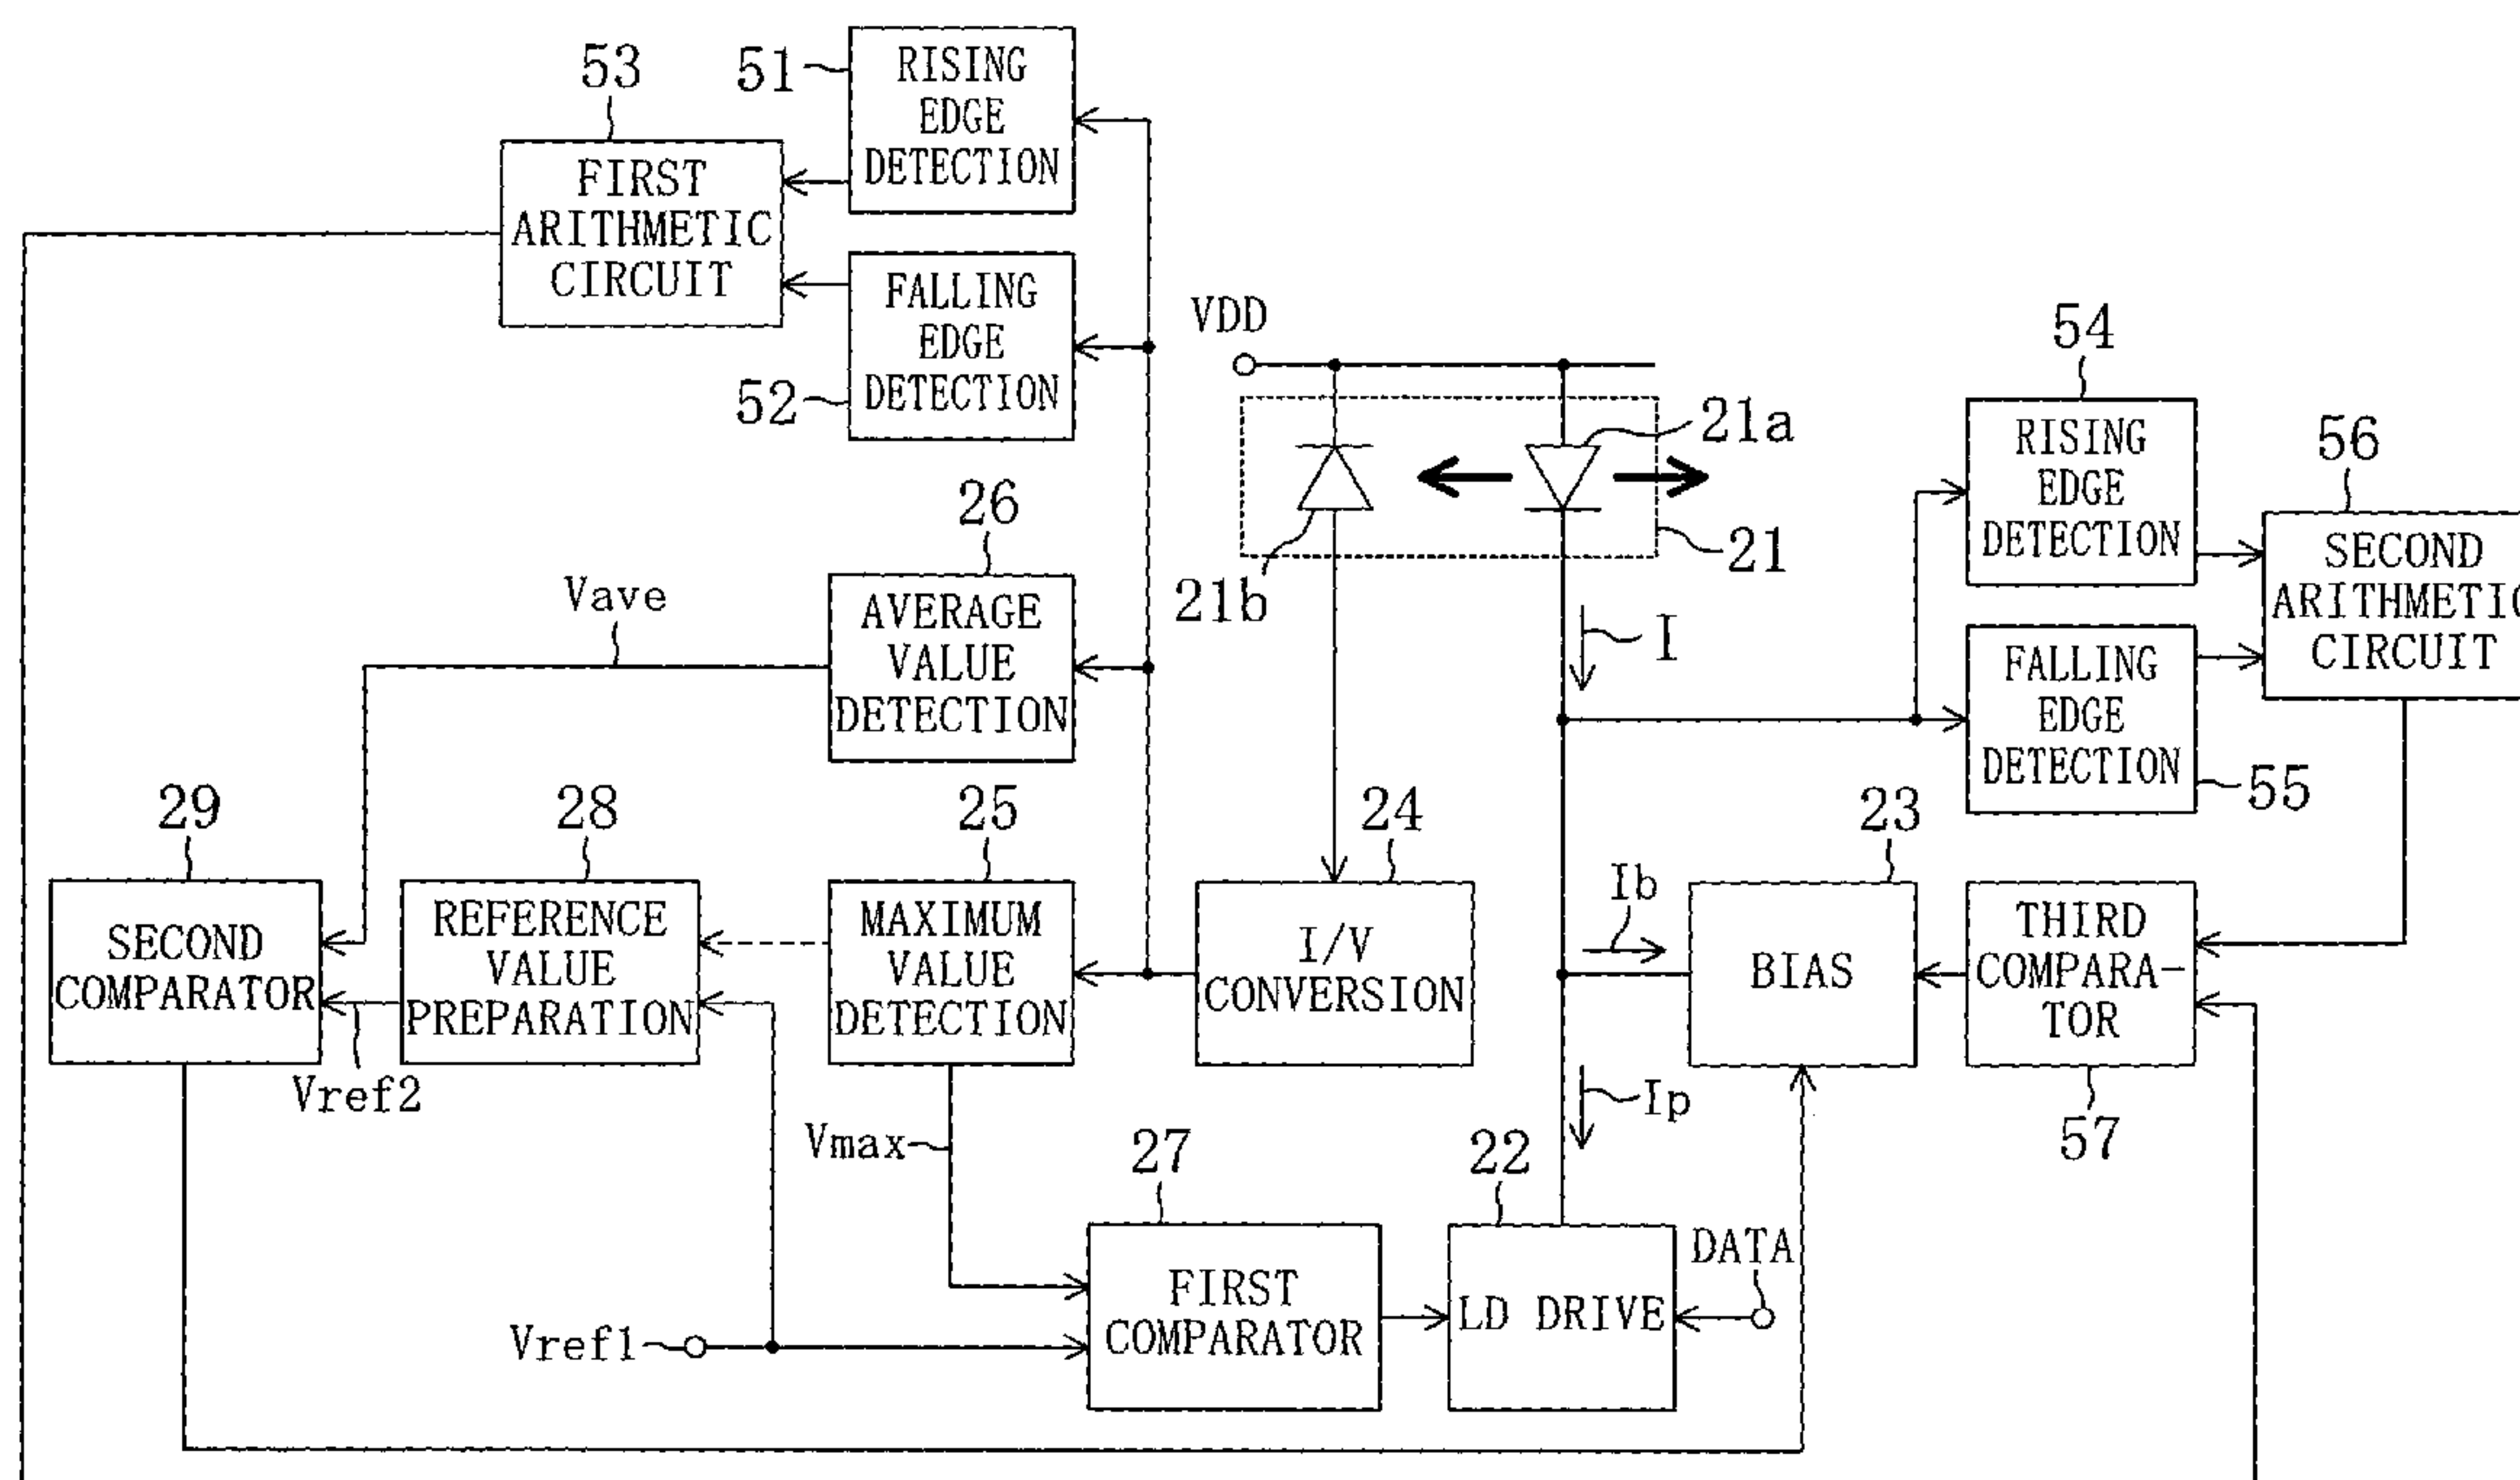 53
51
RISING
EDGE
DETECTION
FIRST
ARITHMETIC
CIRCUIT
FALLING
EDGE
DETECTION
52
VDD
21a
21b
21
54
RISING
EDGE
DETECTION
56
SECOND
ARITHMETIC
CIRCUIT
FALLING
EDGE
DETECTION
55
26
Vave
AVERAGE
VALUE
DETECTION
I
29
28
25
24
23
SECOND
COMPARATOR
REFERENCE
VALUE
PREPARATION
MAXIMUM
VALUE
DETECTION
I/V
CONVERSION
Ib
BIAS
THIRD
COMPARA-
TOR
57
Vref2
Vmax
Ip
27
22
DATA
FIRST
COMPARATOR
LD DRIVE
Vref1